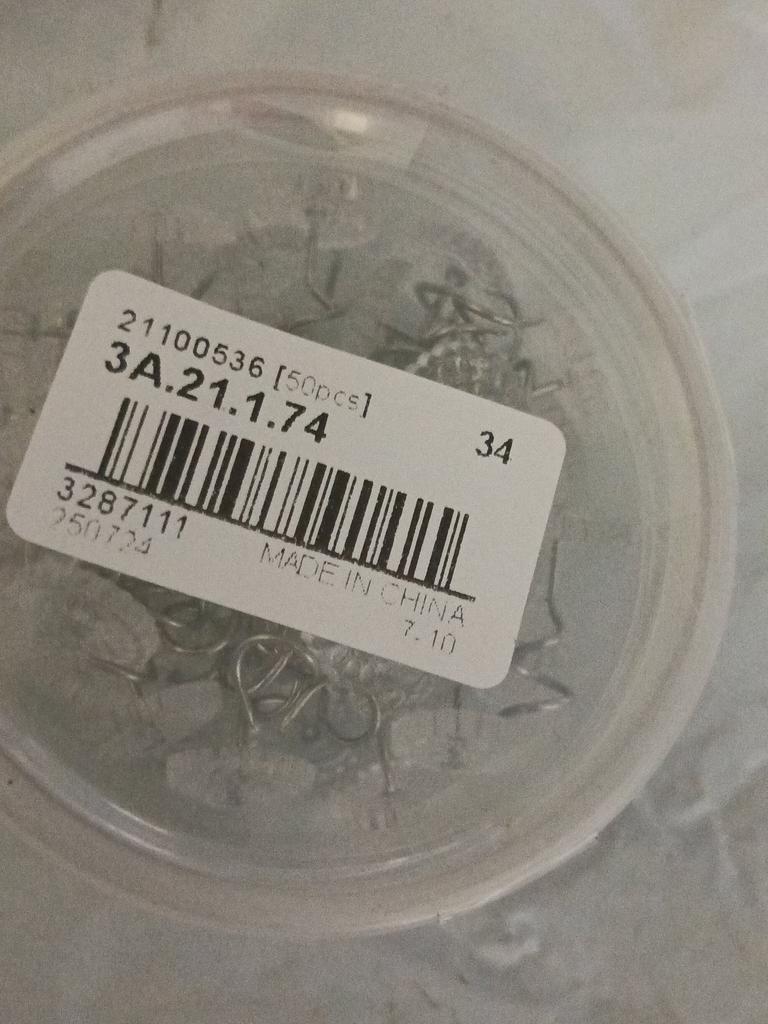 21100536 [50pcs]
3A.21.1.74
34
3287111
250724
MADE IN CHINA
7.10